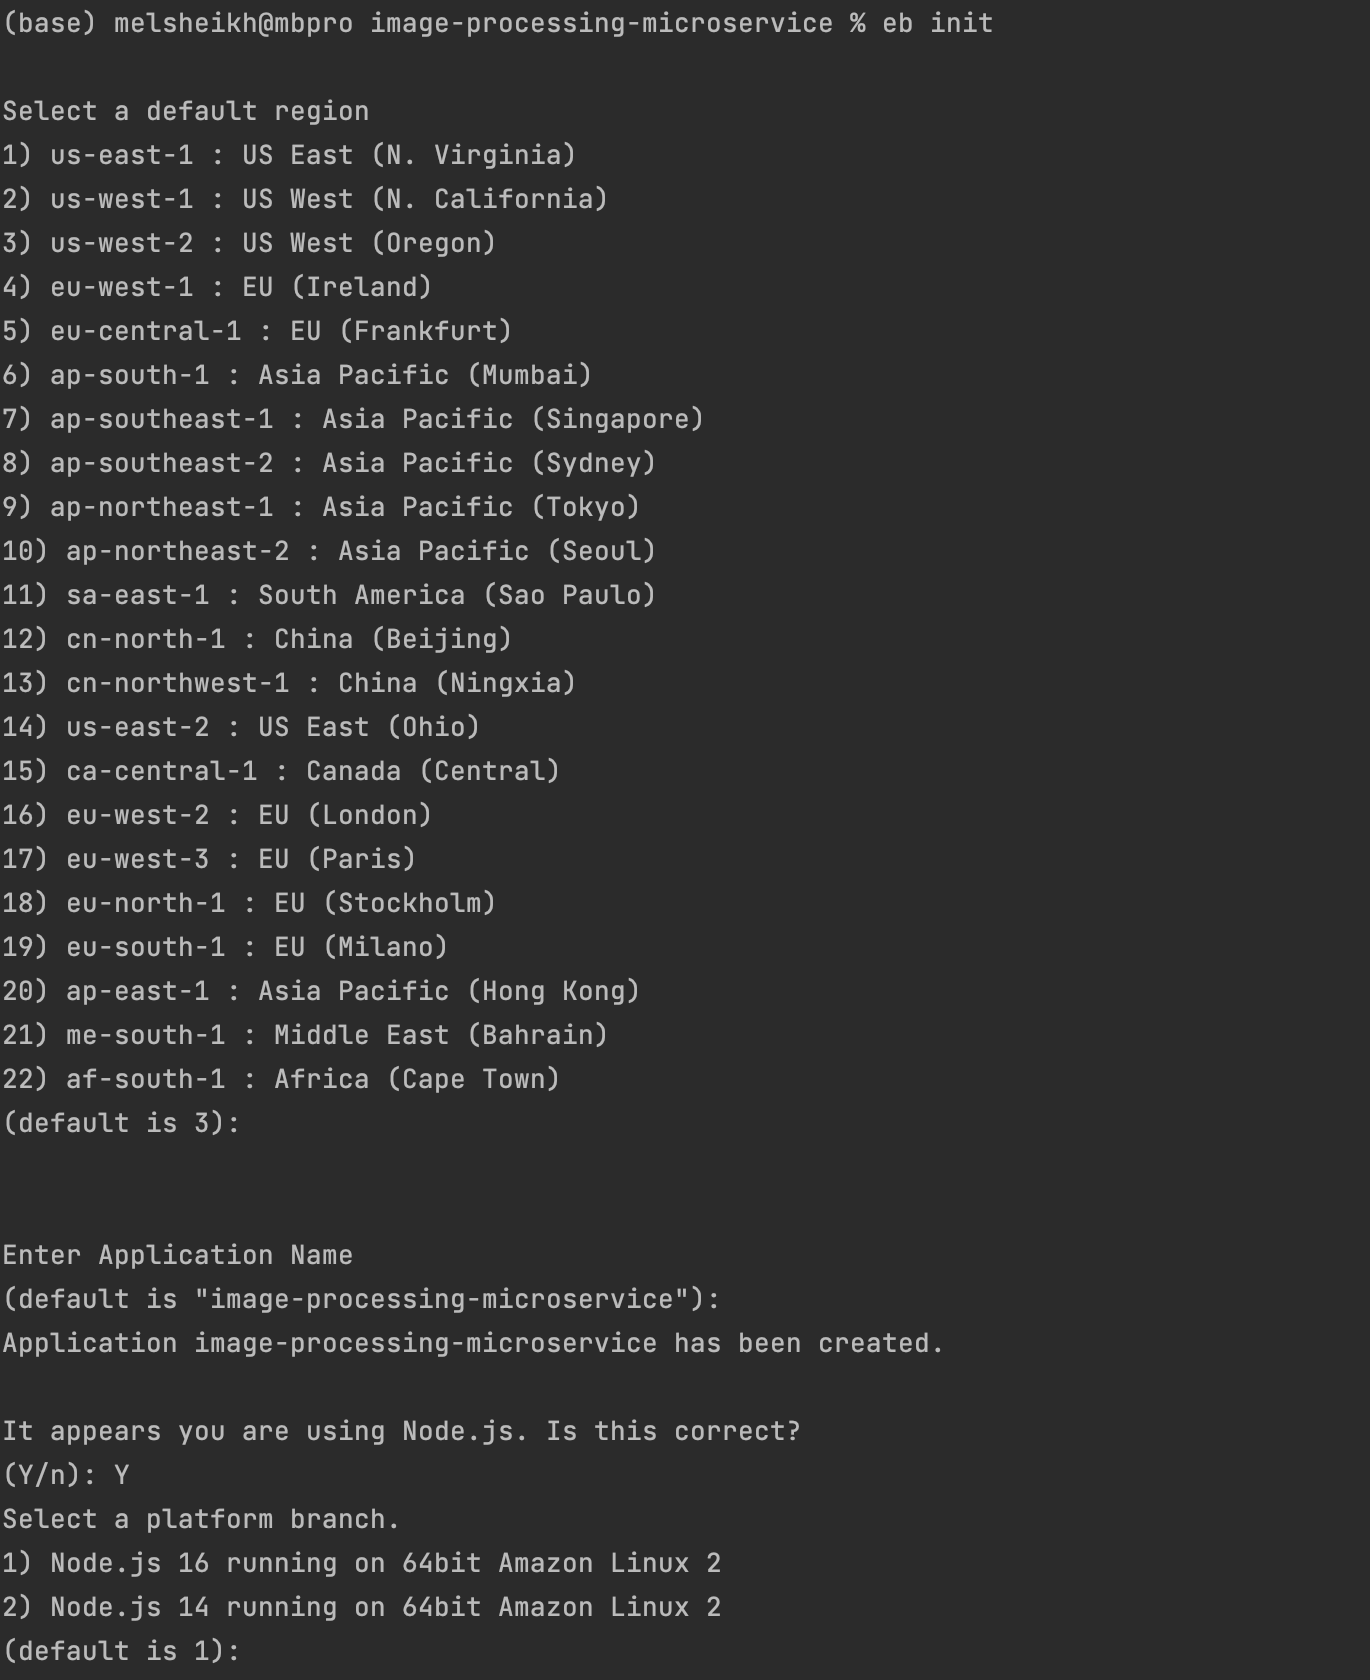 (base) melsheikh@mbpro image-processing-microservice % eb init
Select a default region
1) us-east-1 : US East (N. Virginia)
2) us-west-1 : US West (N. California)
3) us-west-2 : US West (Oregon)
4) eu-west-1 : EU (Ireland)
5) eu-central-1 : EU (Frankfurt)
6) ap-south-1 : Asia Pacific (Mumbai)
7) ap-southeast-1 : Asia Pacific (Singapore)
8) ap-southeast-2 : Asia Pacific (Sydney)
9) ap-northeast-1 : Asia Pacific (Tokyo)
10) ap-northeast-2 : Asia Pacific (Seoul)
11) sa-east-1 : South America (Sao Paulo)
12) cn-north-1 : China (Beijing)
13) cn-northwest-1 : China (Ningxia)
14) us-east-2 : US East (Ohio)
15) ca-central-1 : Canada (Central)
16) eu-west-2 : EU (London)
17) eu-west-3 : EU (Paris)
18) eu-north-1 : EU (Stockholm)
19) eu-south-1 : EU (Milano)
20) ap-east-1 : Asia Pacific (Hong Kong)
21) me-south-1 : Middle East (Bahrain)
22) af-south-1 : Africa (Cape Town)
(default is 3):
Enter Application Name
(default is "image-processing-microservice"):
Application image-processing-microservice has been created.
It appears you are using Node.js. Is this correct?
(Y/n): Y
Select a platform branch.
1) Node.js 16 running on 64bit Amazon Linux 2
2) Node.js 14 running on 64bit Amazon Linux 2
(default is 1):